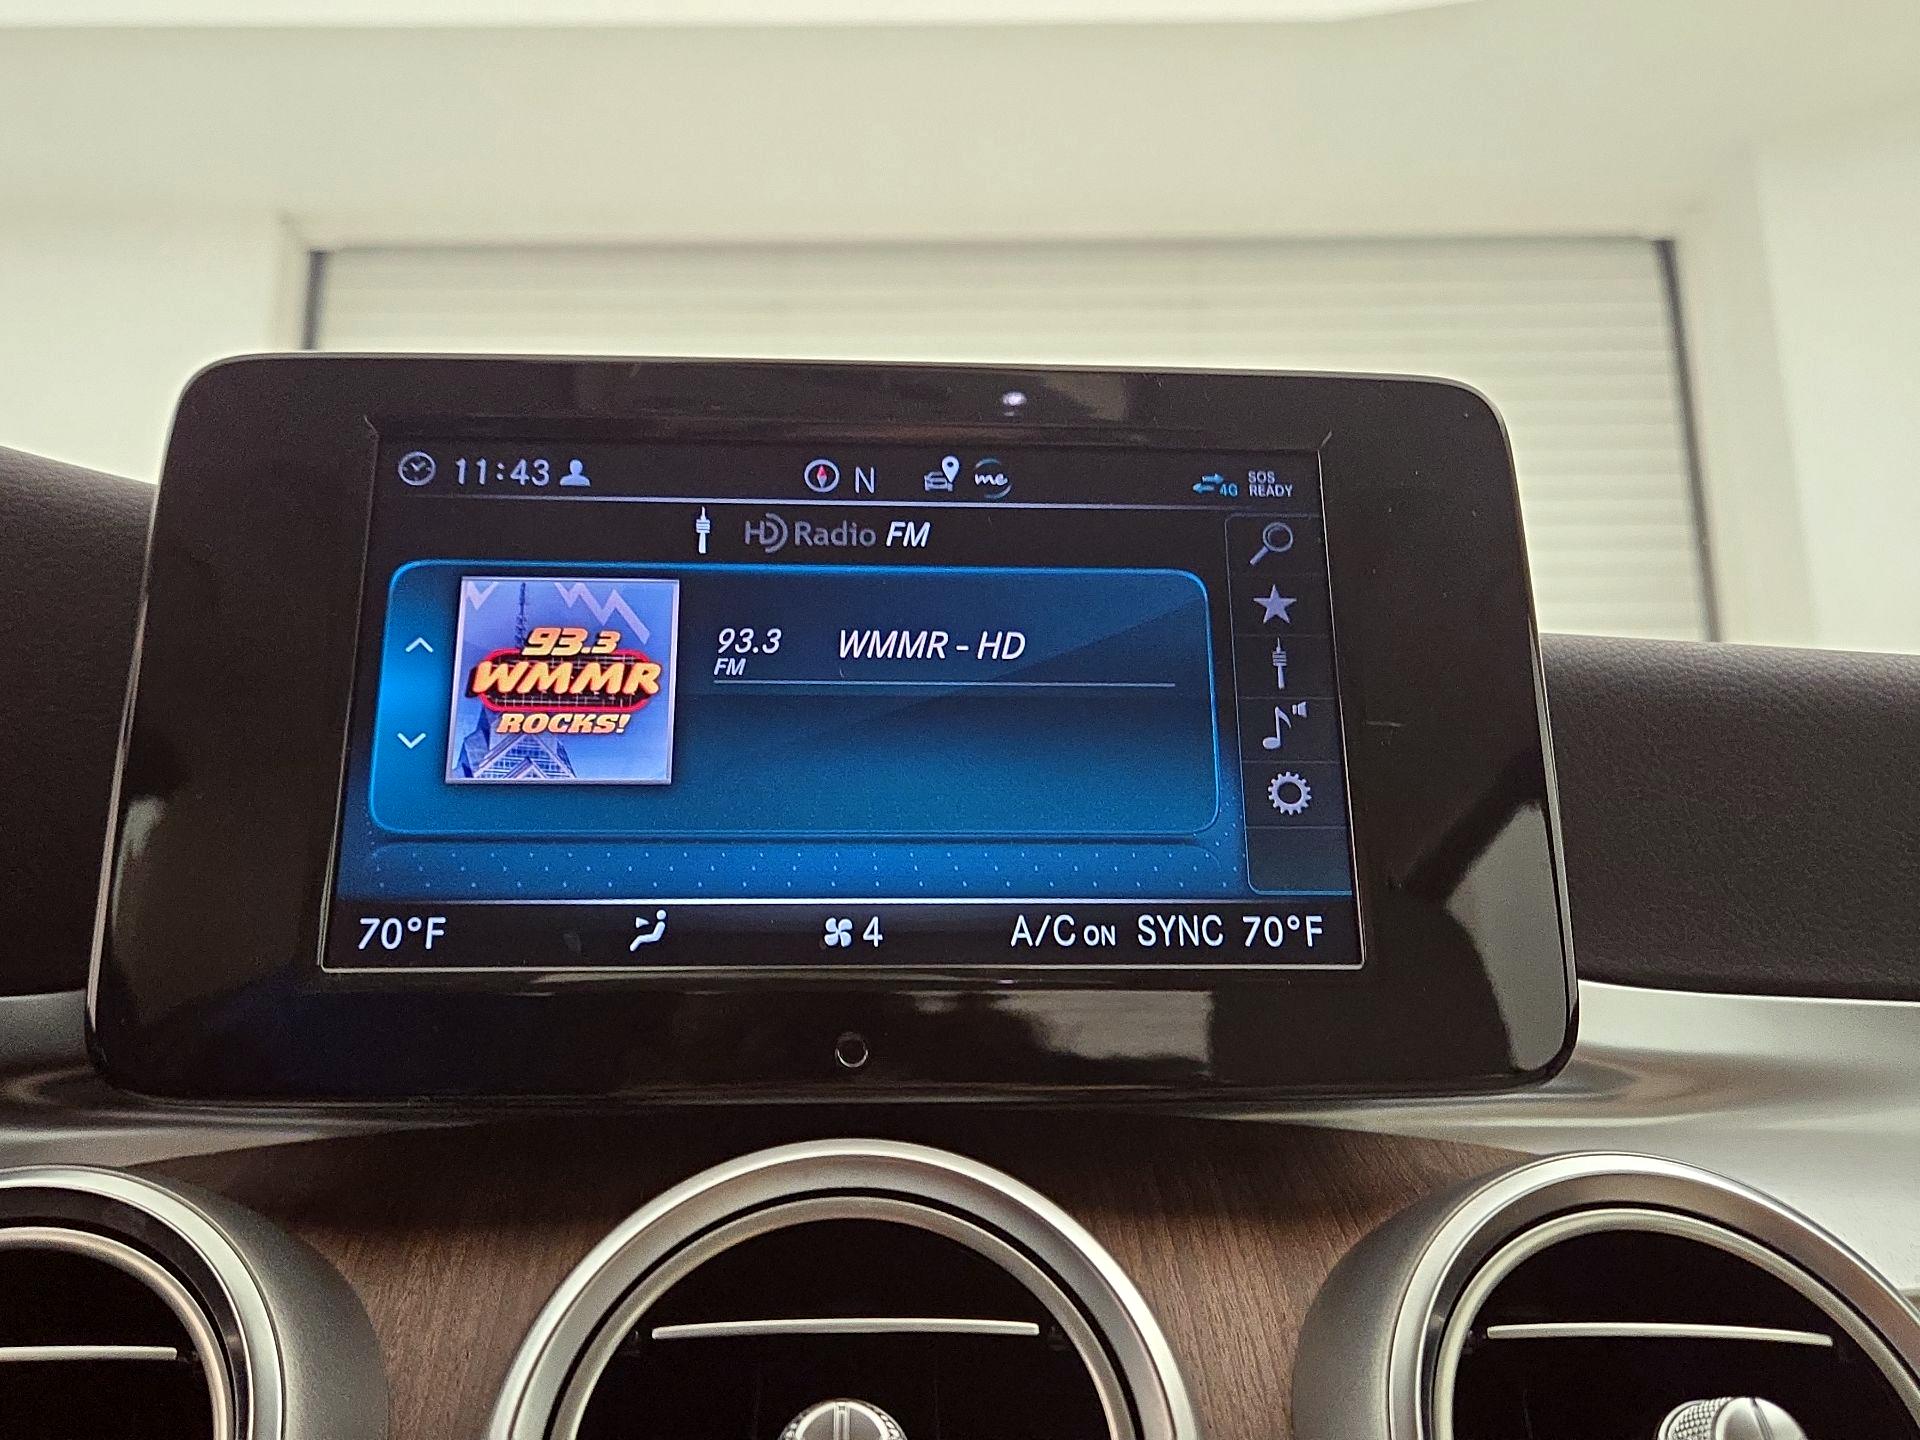 11:43 N me 4G SOS READY
HD Radio FM
93.3
WMMR
ROCKS!
93.3 FM WMMR - HD
70°F 4 A/C ON SYNC 70°F